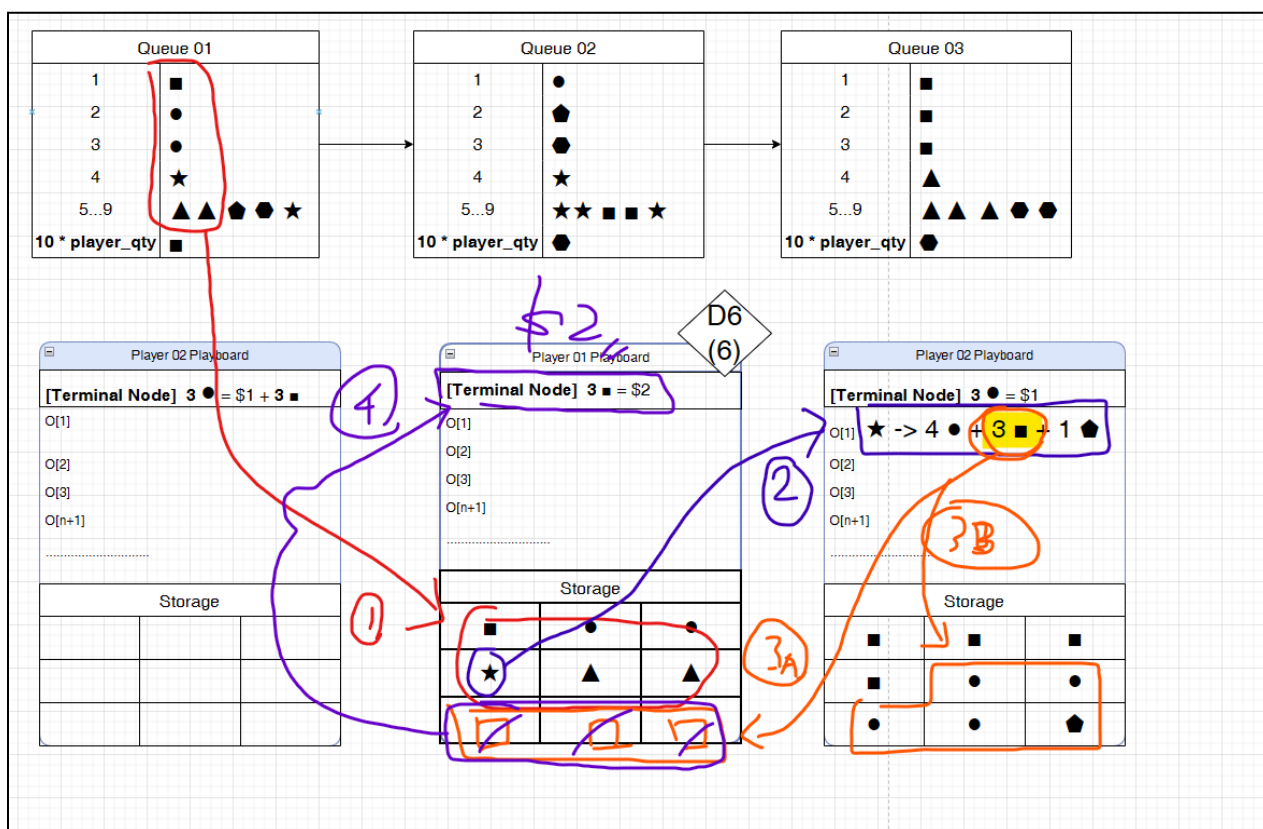 Queue 01
1 ■
2 ●
3 ●
4 ★
5...9 ▲▲⬟⬣★
10 * player_qty ■
Queue 02
1 ●
2 ⬟
3 ⬣
4 ★
5...9 ★★■■★
10 * player_qty ⬣
Queue 03
1 ■
2 ■
3 ■
4 ▲
5...9 ▲▲▲⬣⬣
10 * player_qty ⬣
$2
D6
(6)
Player 02 Playboard
[Terminal Node] 3 ● = $1 + 3 ■
O[1]
O[2]
O[3]
O[n+1]
............................
Storage
4
Player 01 Playboard
[Terminal Node] 3 ■ = $2
O[1]
O[2]
O[3]
O[n+1]
............................
1
Storage
■ ● ●
★ ▲ ▲
2
3A
Player 02 Playboard
[Terminal Node] 3 ● = $1
O[1] ★ -> 4 ● + 3 ■ + 1 ⬟
O[2]
O[3]
O[n+1]
............................
3B
Storage
■ ■ ■
■ ● ●
● ● ⬟